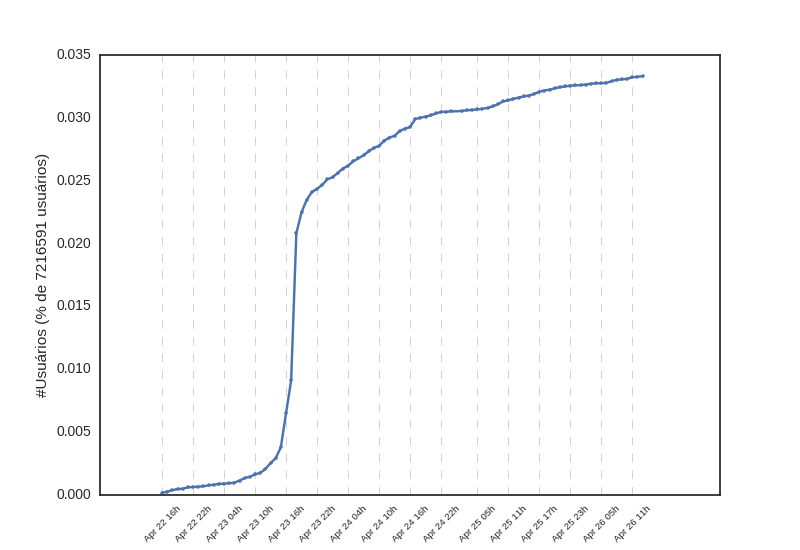 0.035
0.030
0.025
0.020
0.015
0.010
0.005
0.000
#Usuários (% de 7216591 usuários)
Apr 22 16h
Apr 22 22h
Apr 23 04h
Apr 23 10h
Apr 23 16h
Apr 23 22h
Apr 24 04h
Apr 24 10h
Apr 24 16h
Apr 24 22h
Apr 25 05h
Apr 25 11h
Apr 25 17h
Apr 25 23h
Apr 26 05h
Apr 26 11h